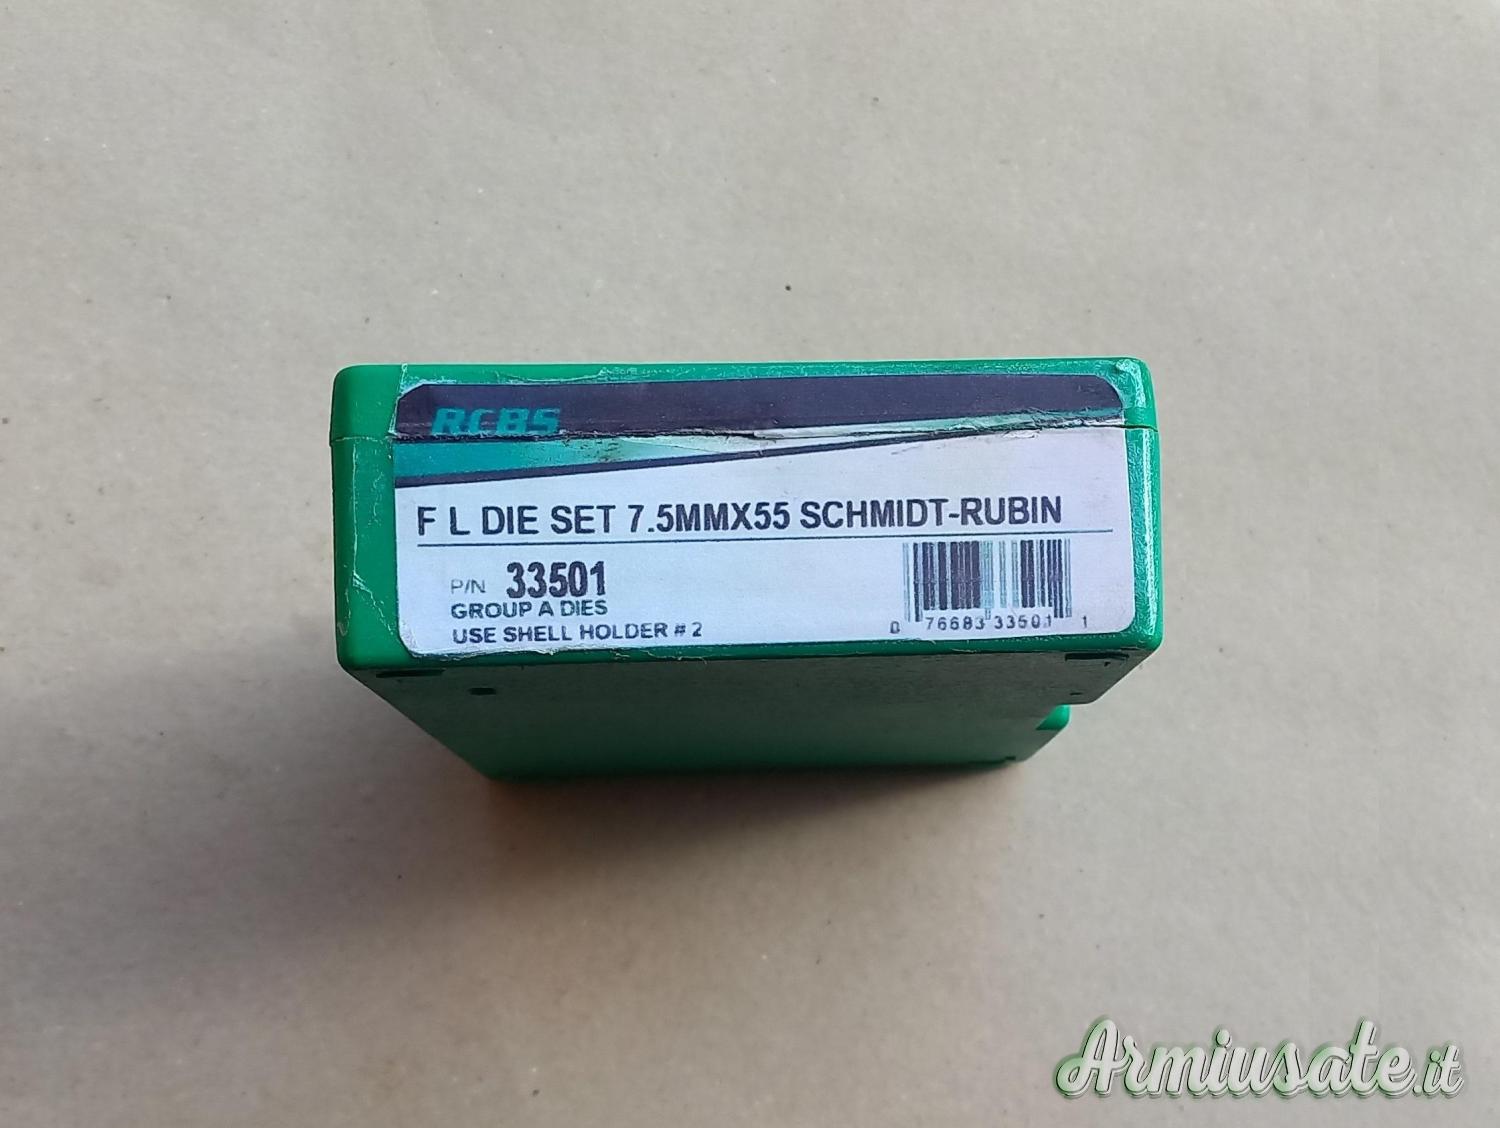 RCBS
F L DIE SET 7.5MMX55 SCHMIDT-RUBIN
P/N 33501
GROUP A DIES
USE SHELL HOLDER # 2
0 76683 33501 1
Armiusate.it